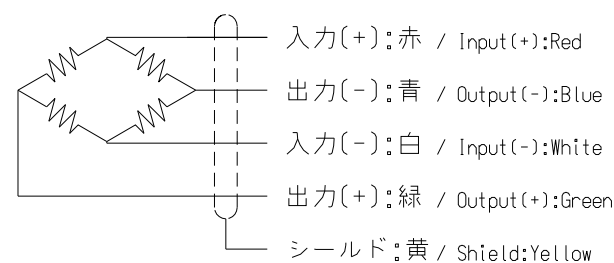 入力(+):赤 / Input(+):Red
出力(-):青 / Output(-):Blue
入力(-):白 / Input(-):White
出力(+):緑 / Output(+):Green
シールド:黄 / Shield:Yellow